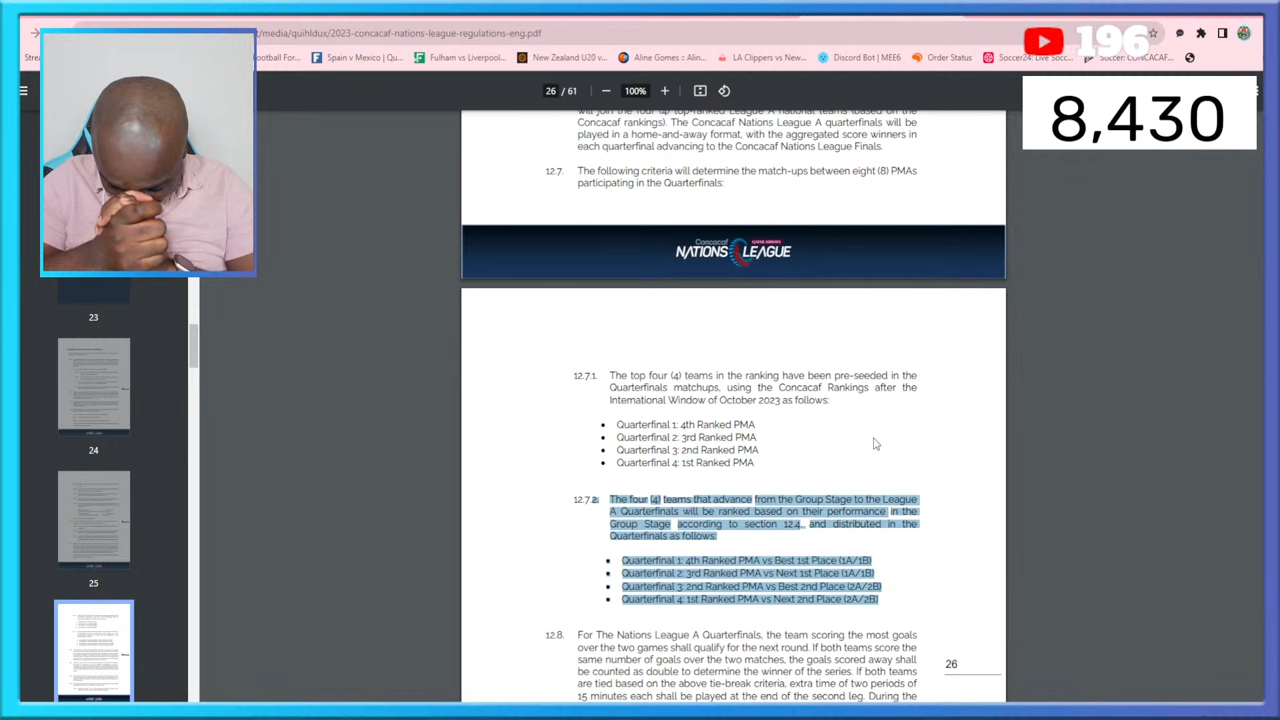 /media/quihldux/2023-concacaf-nations-league-regulations-eng.pdf
196
Football For...
Spain v Mexico | Qu...
Fulham vs Liverpool...
New Zealand U20 v...
Aline Gomes :: Alin...
LA Clippers vs New...
Discord Bot | MEE6
Order Status
Soccer24: Live Socc...
Soccer: CONCACAF...
26 / 61
100%
8,430
will join the four (4) top-ranked League A national teams (based on the
Concacaf rankings). The Concacaf Nations League A quarterfinals will be
played in a home-and-away format, with the aggregated score winners in
each quarterfinal advancing to the Concacaf Nations League Finals.
12.7. The following criteria will determine the match-ups between eight (8) PMAs
participating in the Quarterfinals:
Concacaf
NATIONS LEAGUE
23
24
25
12.7.1. The top four (4) teams in the ranking have been pre-seeded in the
Quarterfinals matchups, using the Concacaf Rankings after the
International Window of October 2023 as follows:
• Quarterfinal 1: 4th Ranked PMA
• Quarterfinal 2: 3rd Ranked PMA
• Quarterfinal 3: 2nd Ranked PMA
• Quarterfinal 4: 1st Ranked PMA
12.7.2. The four (4) teams that advance from the Group Stage to the League
A Quarterfinals will be ranked based on their performance in the
Group Stage according to section 12.4., and distributed in the
Quarterfinals as follows:
• Quarterfinal 1: 4th Ranked PMA vs Best 1st Place (1A/1B)
• Quarterfinal 2: 3rd Ranked PMA vs Next 1st Place (1A/1B)
• Quarterfinal 3: 2nd Ranked PMA vs Best 2nd Place (2A/2B)
• Quarterfinal 4: 1st Ranked PMA vs Next 2nd Place (2A/2B)
12.8. For The Nations League A Quarterfinals, the team scoring the most goals
over the two games shall qualify for the next round. If both teams score the
same number of goals over the two matches, the goals scored away shall
be counted as double to determine the winner of the series. If both teams
are tied based on the above tie-break criteria, extra time of two periods of
15 minutes each shall be played at the end of the second leg. During the
26